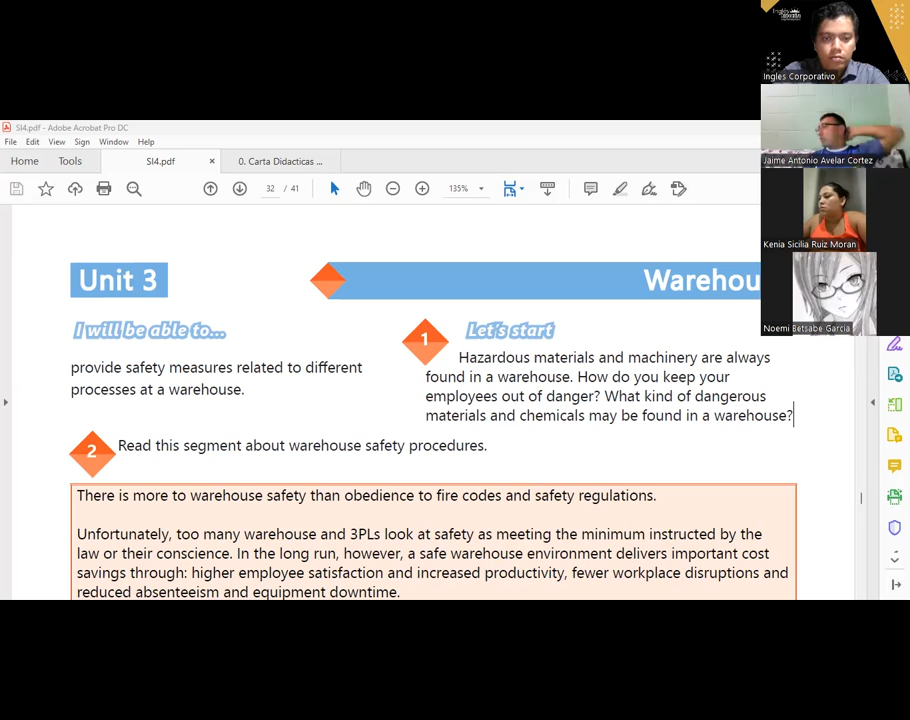 Ingles Corporativo
Jaime Antonio Avelar Cortez
Kenia Sicilia Ruiz Moran
Noemi Betsabe Garcia
SI4.pdf - Adobe Acrobat Pro DC
File Edit View Sign Window Help
Home Tools SI4.pdf × 0. Carta Didacticas ...
32 / 41 135%
Unit 3 Warehou
I will be able to...
provide safety measures related to different
processes at a warehouse.
1 Let's start
Hazardous materials and machinery are always
found in a warehouse. How do you keep your
employees out of danger? What kind of dangerous
materials and chemicals may be found in a warehouse?
2 Read this segment about warehouse safety procedures.
There is more to warehouse safety than obedience to fire codes and safety regulations.
Unfortunately, too many warehouse and 3PLs look at safety as meeting the minimum instructed by the
law or their conscience. In the long run, however, a safe warehouse environment delivers important cost
savings through: higher employee satisfaction and increased productivity, fewer workplace disruptions and
reduced absenteeism and equipment downtime.